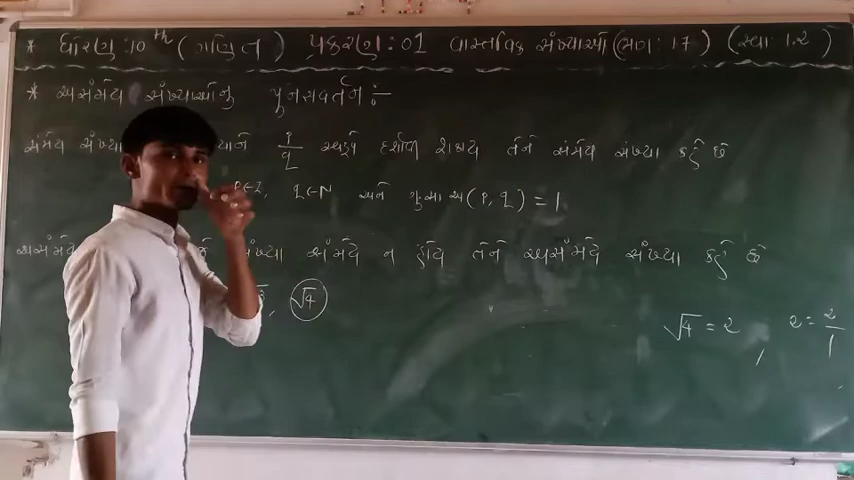 * ધોરણ : 10 th ( ગણિત ) પ્રકરણ : 01 વાસ્તવિક સંખ્યાઓ (ભાગ : 17 ) (સ્વા 1.2 )
* અસંમેય સંખ્યાઓનું પુનરાવર્તન :-
સંમેય p/q સ્વરૂપે દર્શાવી શકાય તેને સંમેય સંખ્યા કહે છે
p∈Z, q∈N અને ગુ.સા.અ (p, q) = 1
સંખ્યા સંમેય ન હોય તેને અસંમેય સંખ્યા કહે છે
√4
√4 = 2 , 2 = 2/1